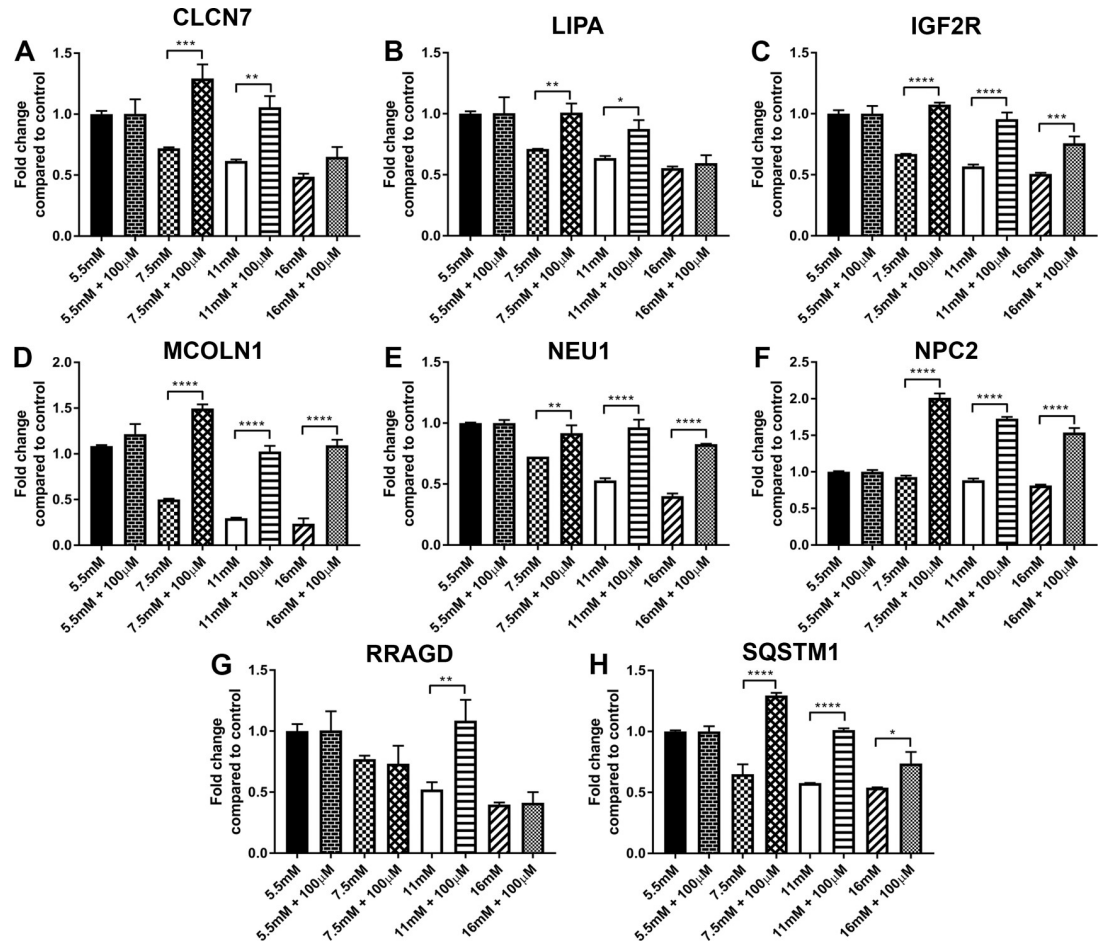 A
CLCN7
Fold change
compared to control
1.5
1.0
0.5
0.0
***
**
5.5mM
5.5mM + 100μM
7.5mM
7.5mM + 100μM
11mM
11mM + 100μM
16mM
16mM + 100μM
B
LIPA
Fold change
compared to control
1.5
1.0
0.5
0.0
**
*
5.5mM
5.5mM + 100μM
7.5mM
7.5mM + 100μM
11mM
11mM + 100μM
16mM
16mM + 100μM
C
IGF2R
Fold change
compared to control
1.5
1.0
0.5
0.0
****
****
***
5.5mM
5.5mM + 100μM
7.5mM
7.5mM + 100μM
11mM
11mM + 100μM
16mM
16mM + 100μM
D
MCOLN1
Fold change
compared to control
2.0
1.5
1.0
0.5
0.0
****
****
****
5.5mM
5.5mM + 100μM
7.5mM
7.5mM + 100μM
11mM
11mM + 100μM
16mM
16mM + 100μM
E
NEU1
Fold change
compared to control
1.5
1.0
0.5
0.0
**
****
****
5.5mM
5.5mM + 100μM
7.5mM
7.5mM + 100μM
11mM
11mM + 100μM
16mM
16mM + 100μM
F
NPC2
Fold change
compared to control
2.5
2.0
1.5
1.0
0.5
0.0
****
****
****
5.5mM
5.5mM + 100μM
7.5mM
7.5mM + 100μM
11mM
11mM + 100μM
16mM
16mM + 100μM
G
RRAGD
Fold change
compared to control
1.5
1.0
0.5
0.0
**
5.5mM
5.5mM + 100μM
7.5mM
7.5mM + 100μM
11mM
11mM + 100μM
16mM
16mM + 100μM
H
SQSTM1
Fold change
compared to control
1.5
1.0
0.5
0.0
****
****
*
5.5mM
5.5mM + 100μM
7.5mM
7.5mM + 100μM
11mM
11mM + 100μM
16mM
16mM + 100μM